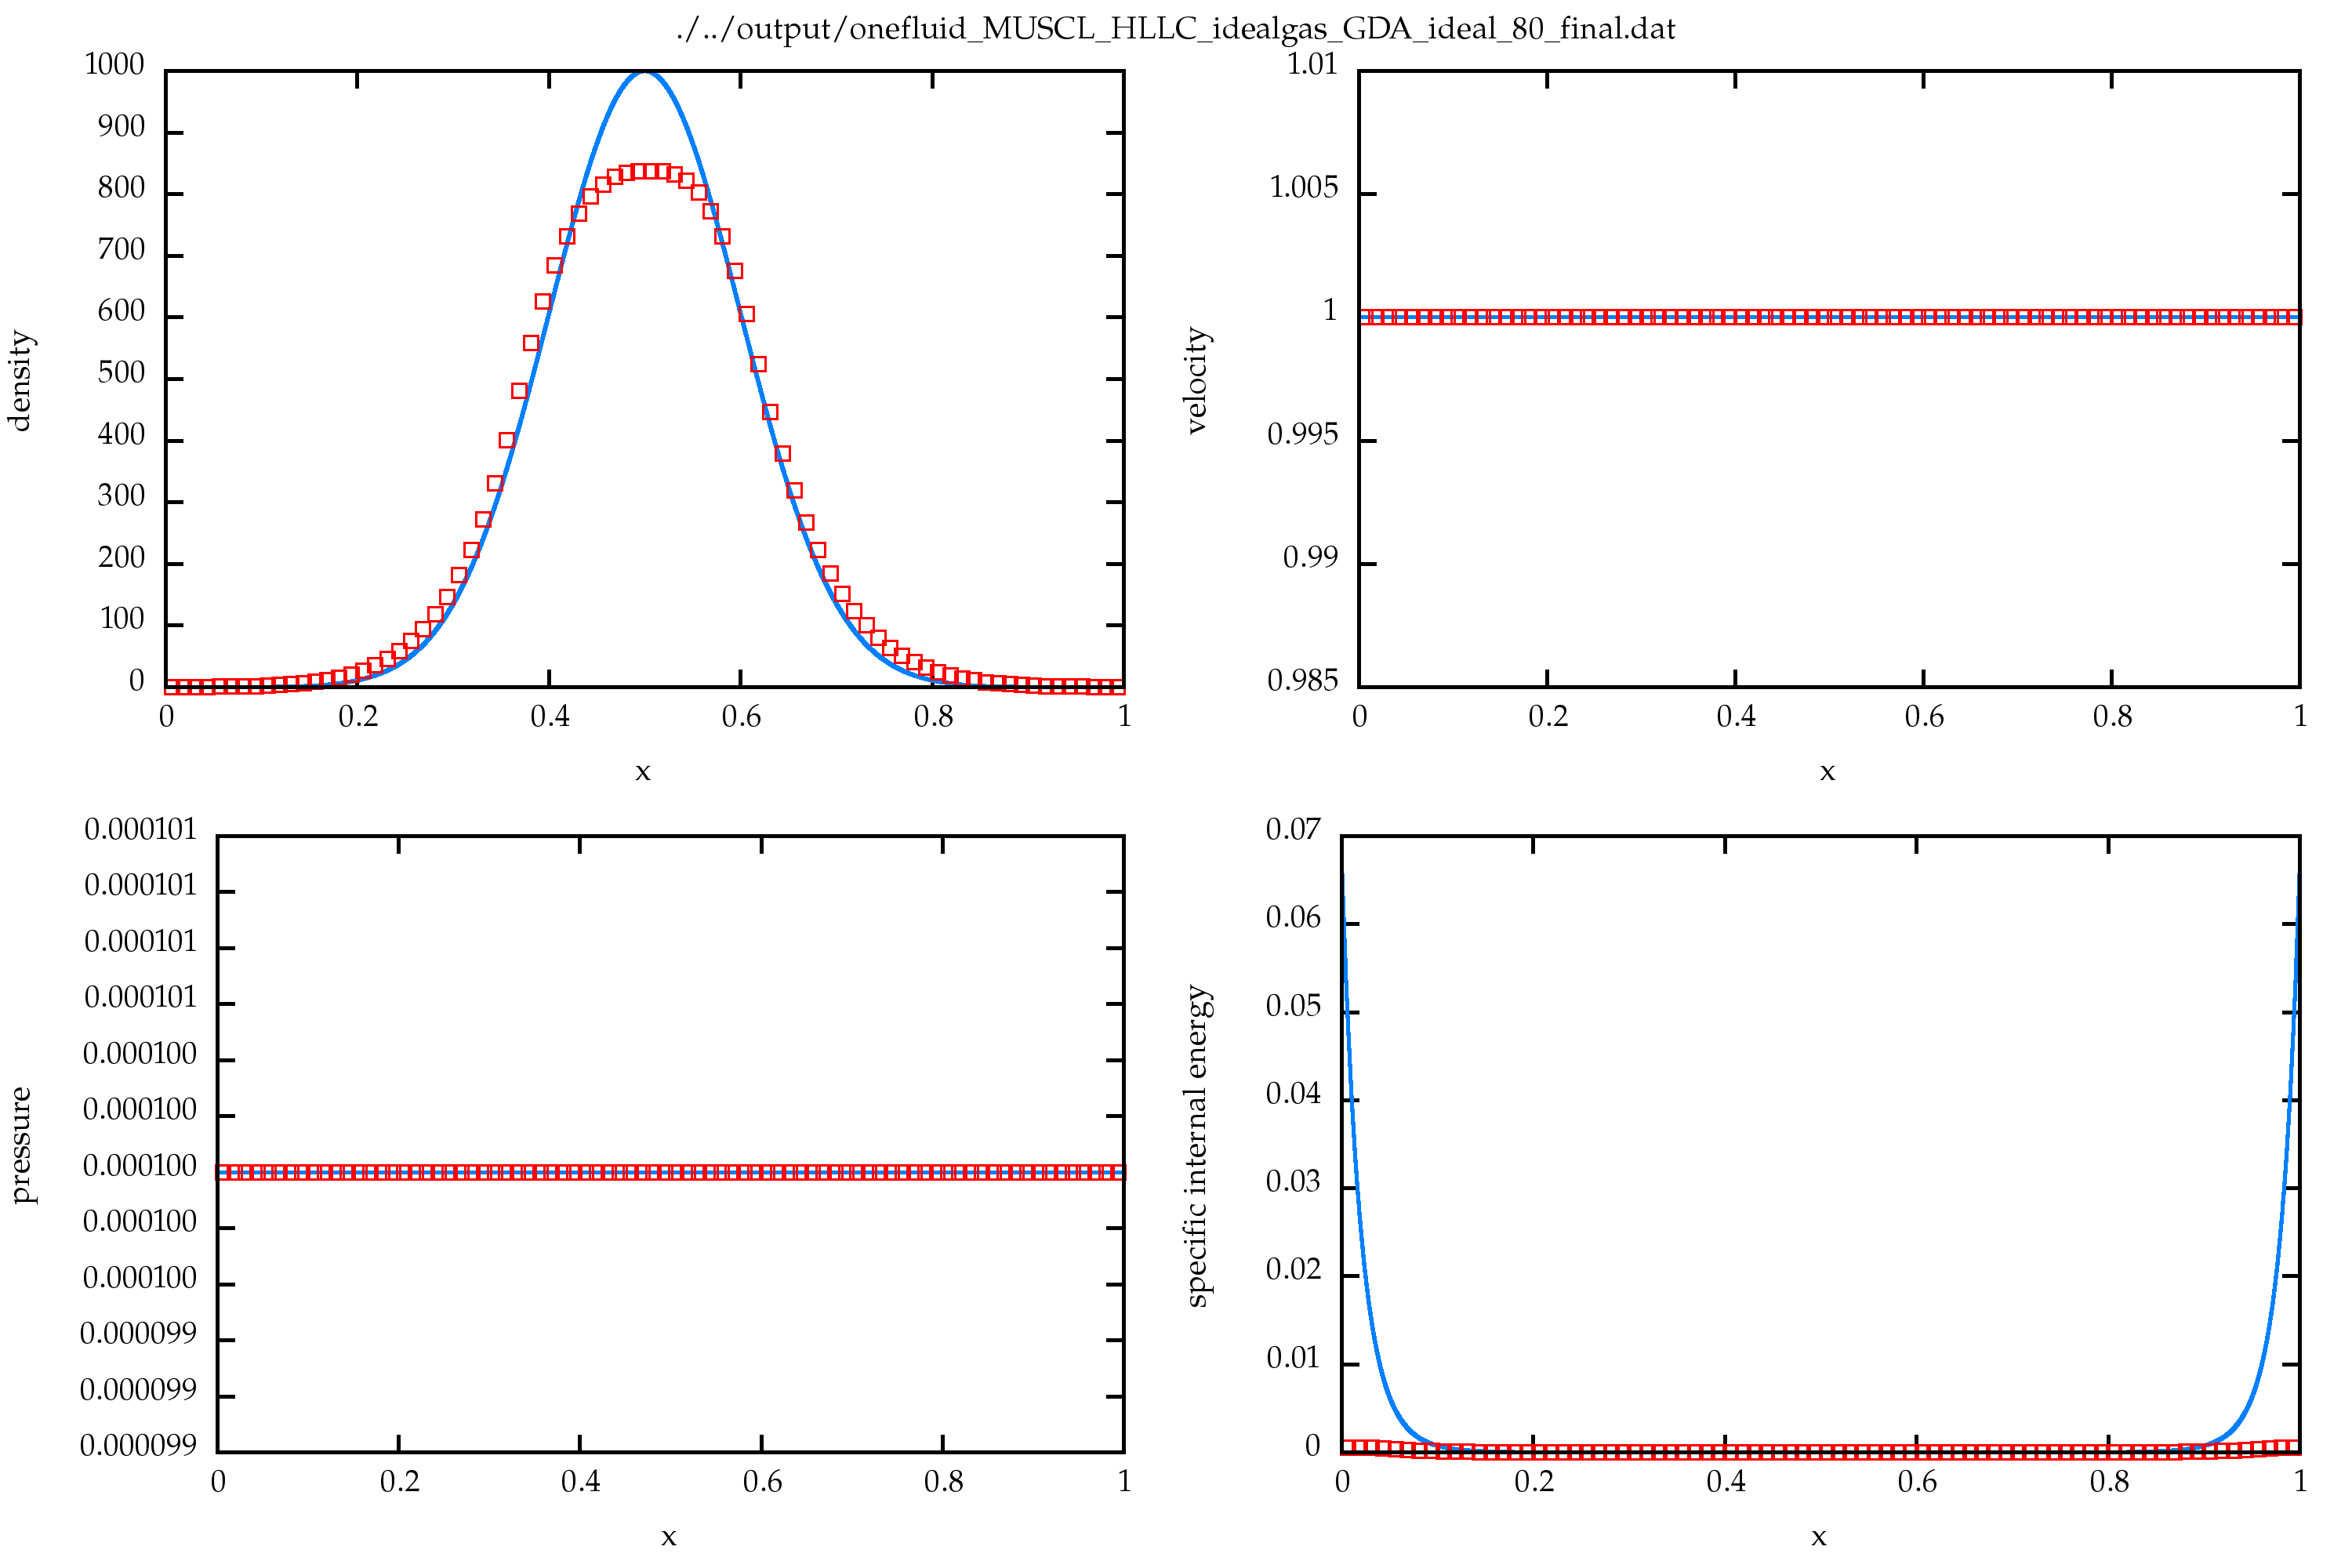 ./../output/onefluid_MUSCL_HLLC_idealgas_GDA_ideal_80_final.dat
1000
900
800
700
600
500
400
300
200
100
0
density
0 0.2 0.4 0.6 0.8 1
x
1.01
1.005
1
0.995
0.99
0.985
velocity
0 0.2 0.4 0.6 0.8 1
x
0.000101
0.000101
0.000101
0.000101
0.000100
0.000100
0.000100
0.000100
0.000100
0.000099
0.000099
0.000099
pressure
0 0.2 0.4 0.6 0.8 1
x
0.07
0.06
0.05
0.04
0.03
0.02
0.01
0
specific internal energy
0 0.2 0.4 0.6 0.8 1
x